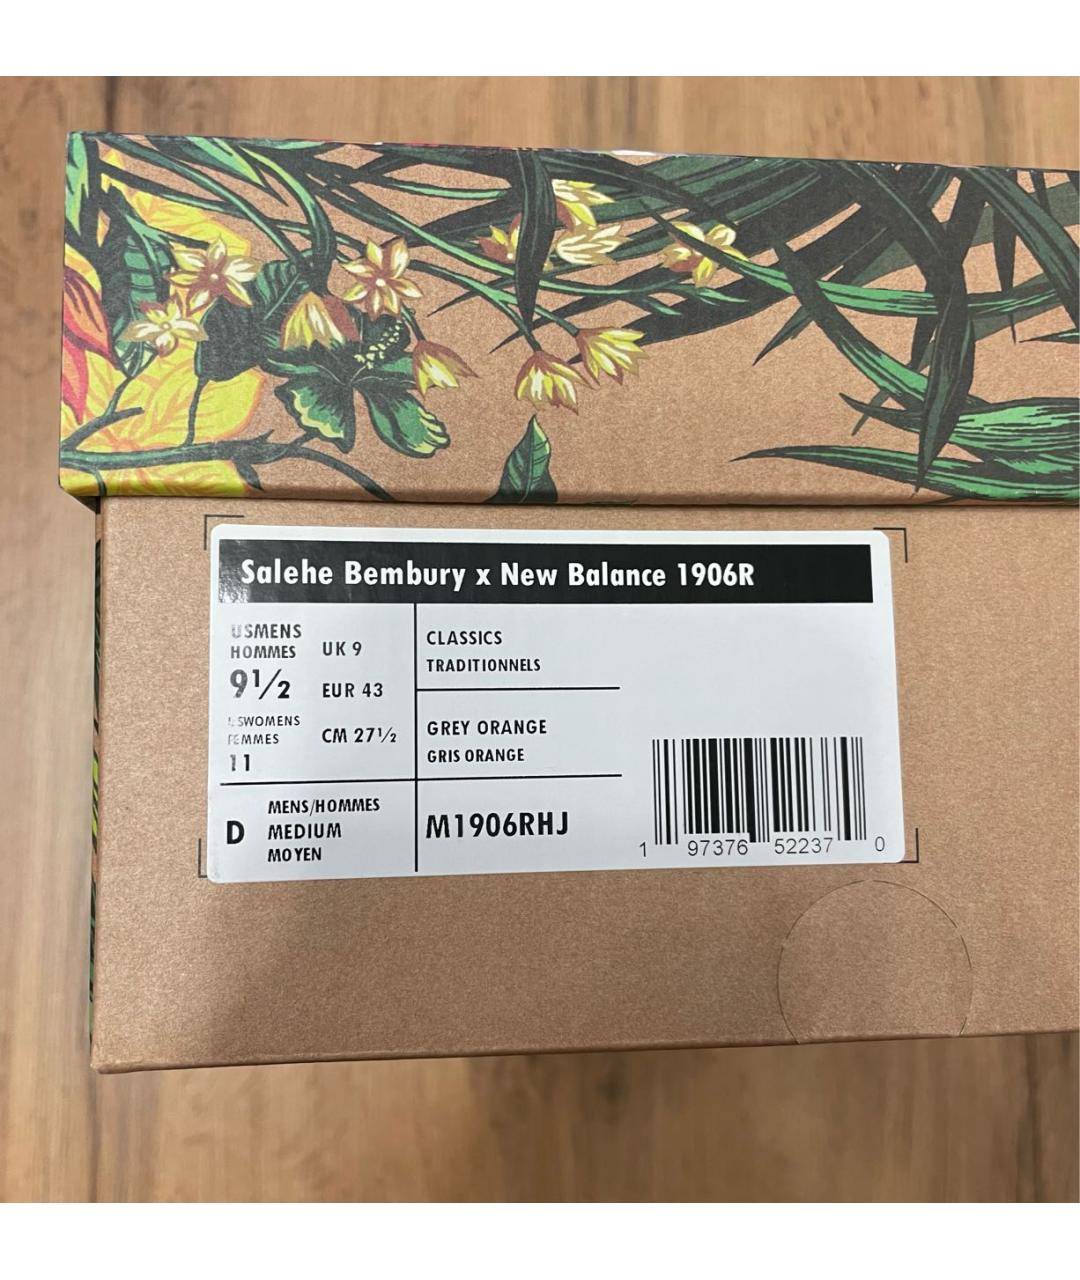 Salehe Bembury x New Balance 1906R
USMENS
HOMMES
9½
UK 9
EUR 43
USWOMENS
FEMMES
11
CM 27½
CLASSICS
TRADITIONNELS
GREY ORANGE
GRIS ORANGE
D
MENS/HOMMES
MEDIUM
MOYEN
M1906RHJ
1 97376 52237 0